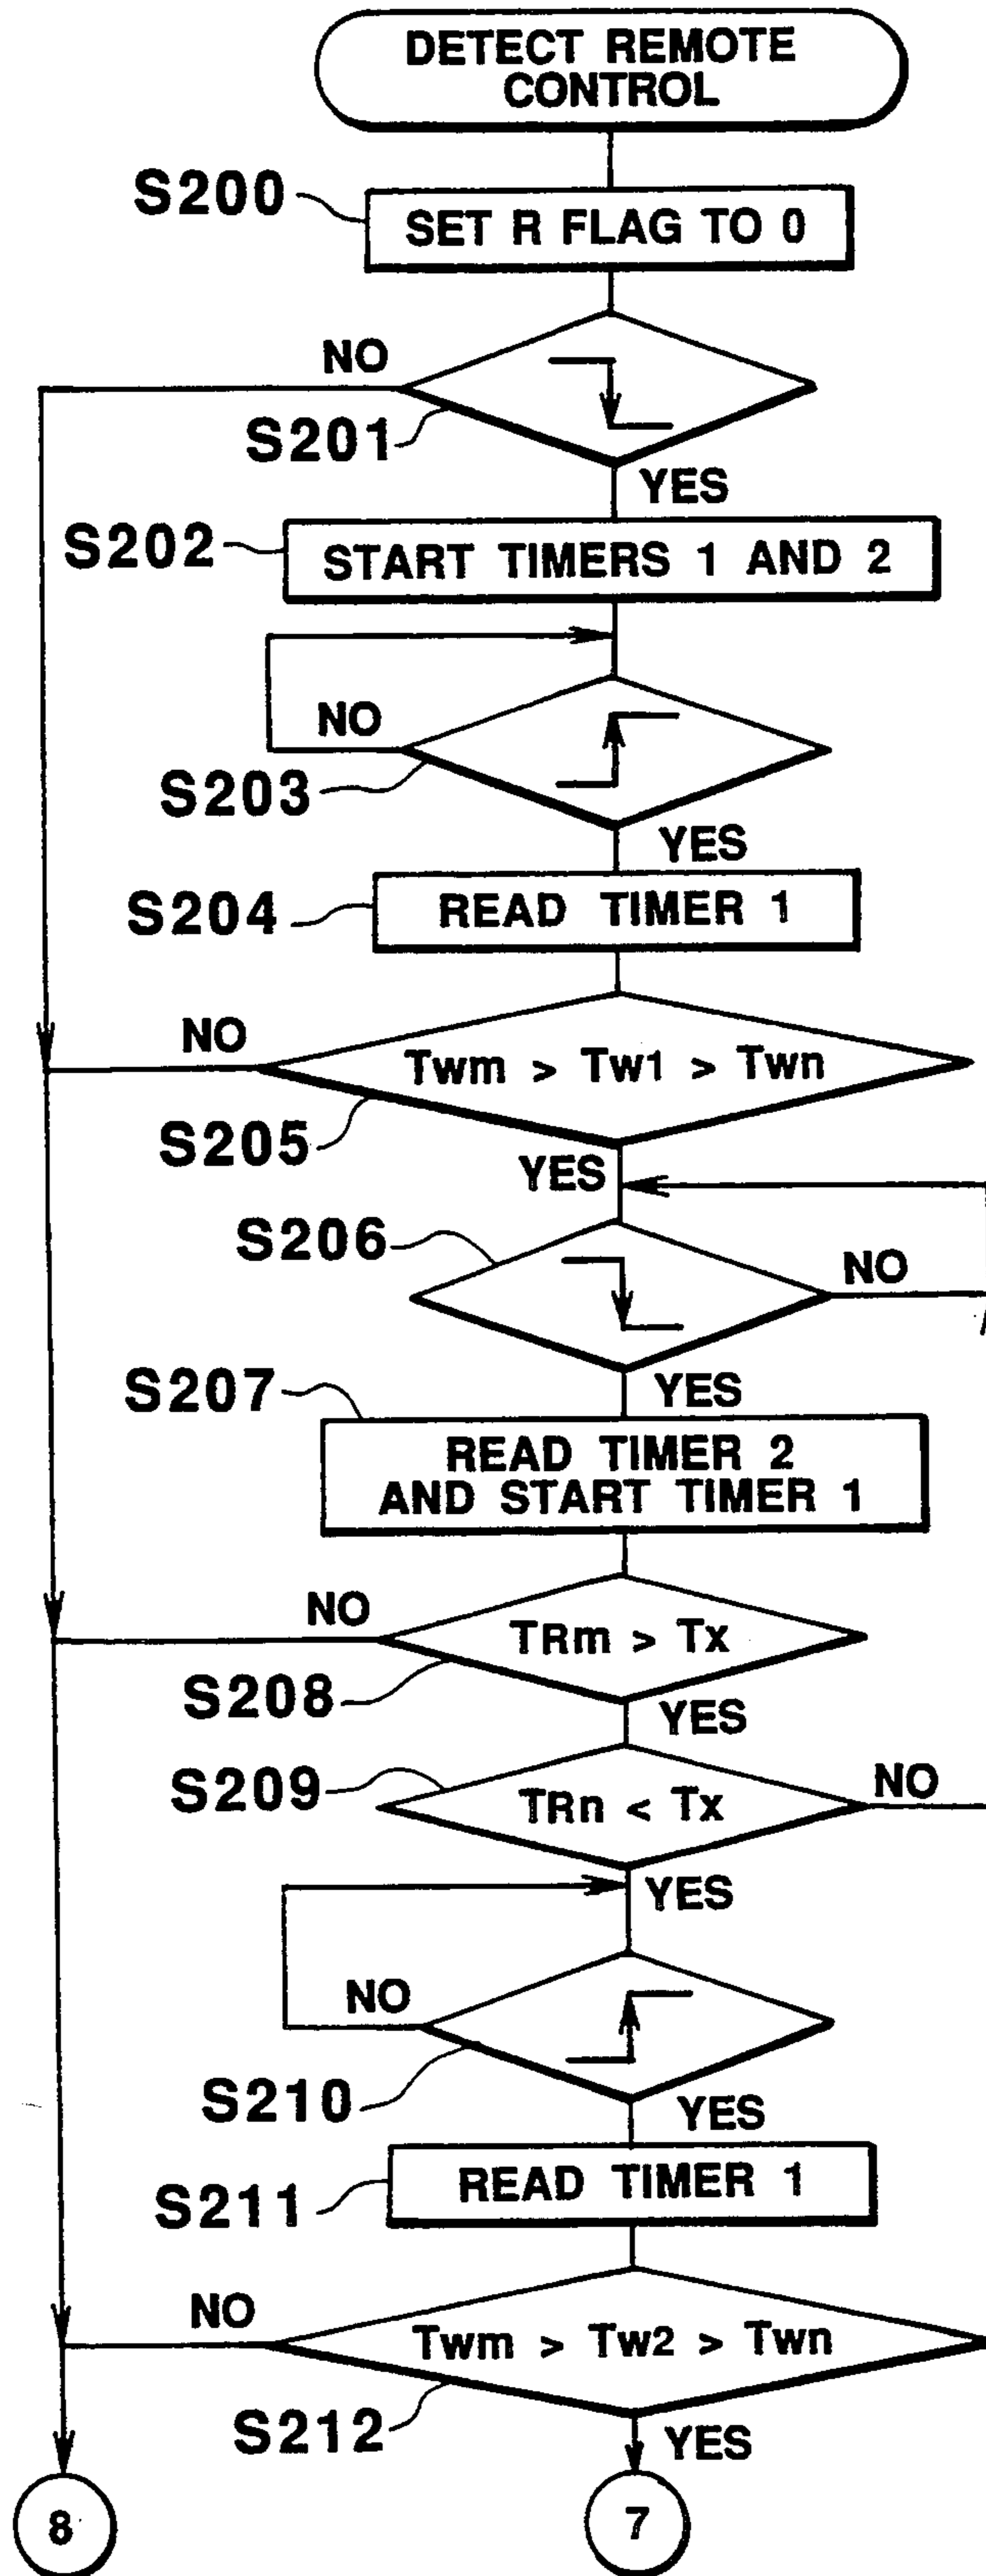 DETECT REMOTE
CONTROL
S200
SET R FLAG TO 0
NO
S201
YES
S202
START TIMERS 1 AND 2
NO
S203
YES
S204
READ TIMER 1
NO
Twm > Tw1 > Twn
S205
YES
S206
NO
YES
S207
READ TIMER 2
AND START TIMER 1
NO
TRm > Tx
S208
YES
S209
TRn < Tx
NO
YES
NO
S210
YES
S211
READ TIMER 1
NO
Twm > Tw2 > Twn
S212
YES
8
7